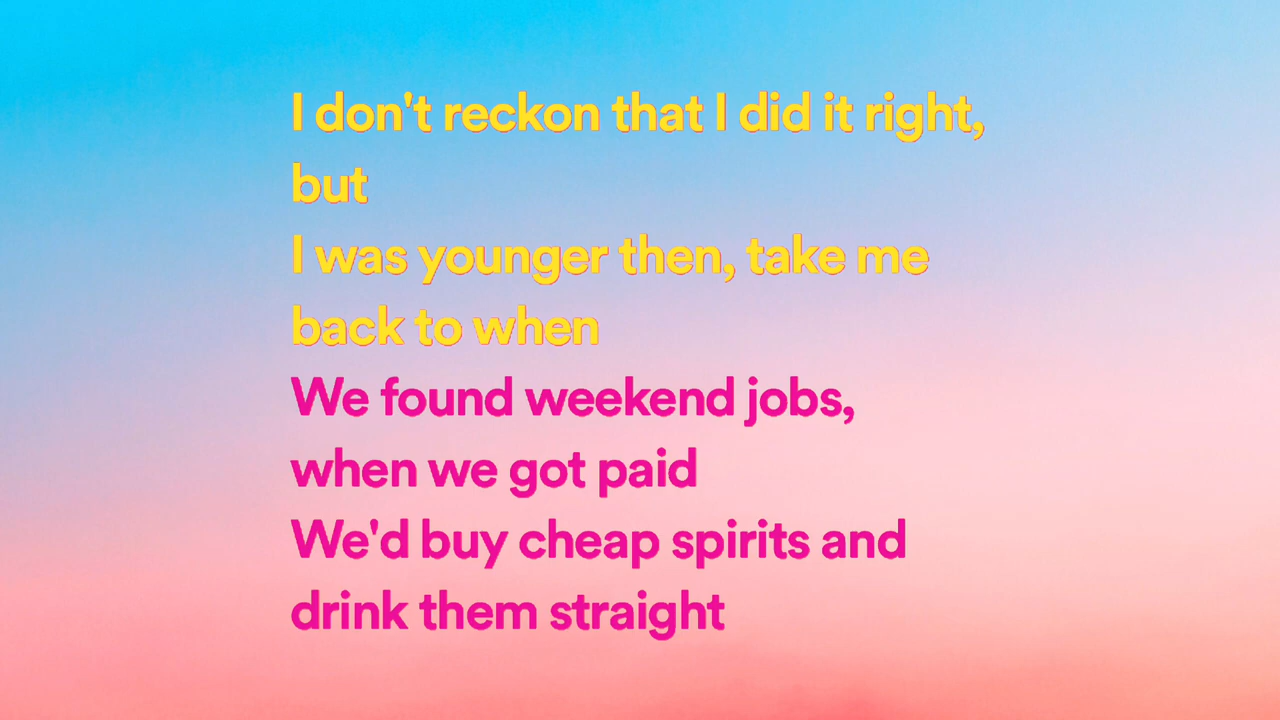 I don't reckon that I did it right,
but
I was younger then, take me
back to when
We found weekend jobs,
when we got paid
We'd buy cheap spirits and
drink them straight